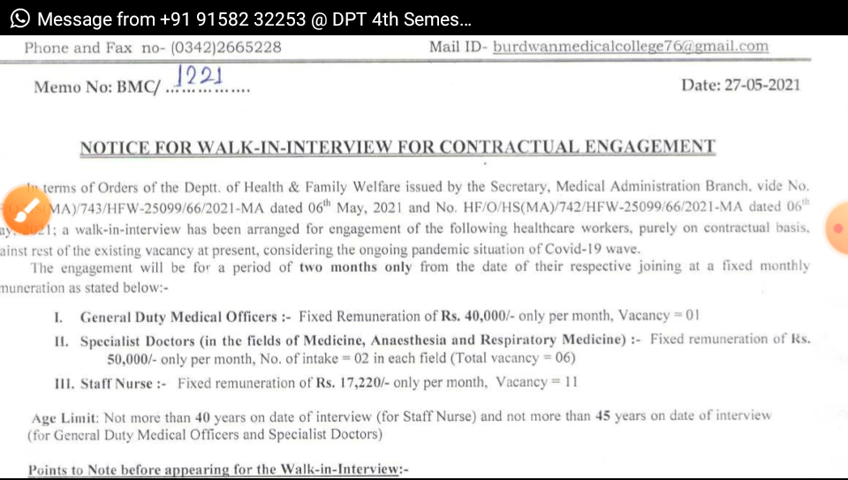 Message from +91 91582 32253 @ DPT 4th Semes...
Phone and Fax no- (0342)2665228 Mail ID- burdwanmedicalcollege76@gmail.com
Memo No: BMC/ ...1221... Date: 27-05-2021
NOTICE FOR WALK-IN-INTERVIEW FOR CONTRACTUAL ENGAGEMENT
terms of Orders of the Deptt. of Health & Family Welfare issued by the Secretary, Medical Administration Branch, vide No.
MA)/743/HFW-25099/66/2021-MA dated 06th May, 2021 and No. HF/O/HS(MA)/742/HFW-25099/66/2021-MA dated 06th
a walk-in-interview has been arranged for engagement of the following healthcare workers, purely on contractual basis,
ainst rest of the existing vacancy at present, considering the ongoing pandemic situation of Covid-19 wave.
The engagement will be for a period of two months only from the date of their respective joining at a fixed monthly
muneration as stated below:-
I. General Duty Medical Officers :- Fixed Remuneration of Rs. 40,000/- only per month, Vacancy = 01
II. Specialist Doctors (in the fields of Medicine, Anaesthesia and Respiratory Medicine) :- Fixed remuneration of Rs.
50,000/- only per month, No. of intake = 02 in each field (Total vacancy = 06)
III. Staff Nurse :- Fixed remuneration of Rs. 17,220/- only per month, Vacancy = 11
Age Limit: Not more than 40 years on date of interview (for Staff Nurse) and not more than 45 years on date of interview
(for General Duty Medical Officers and Specialist Doctors)
Points to Note before appearing for the Walk-in-Interview:-